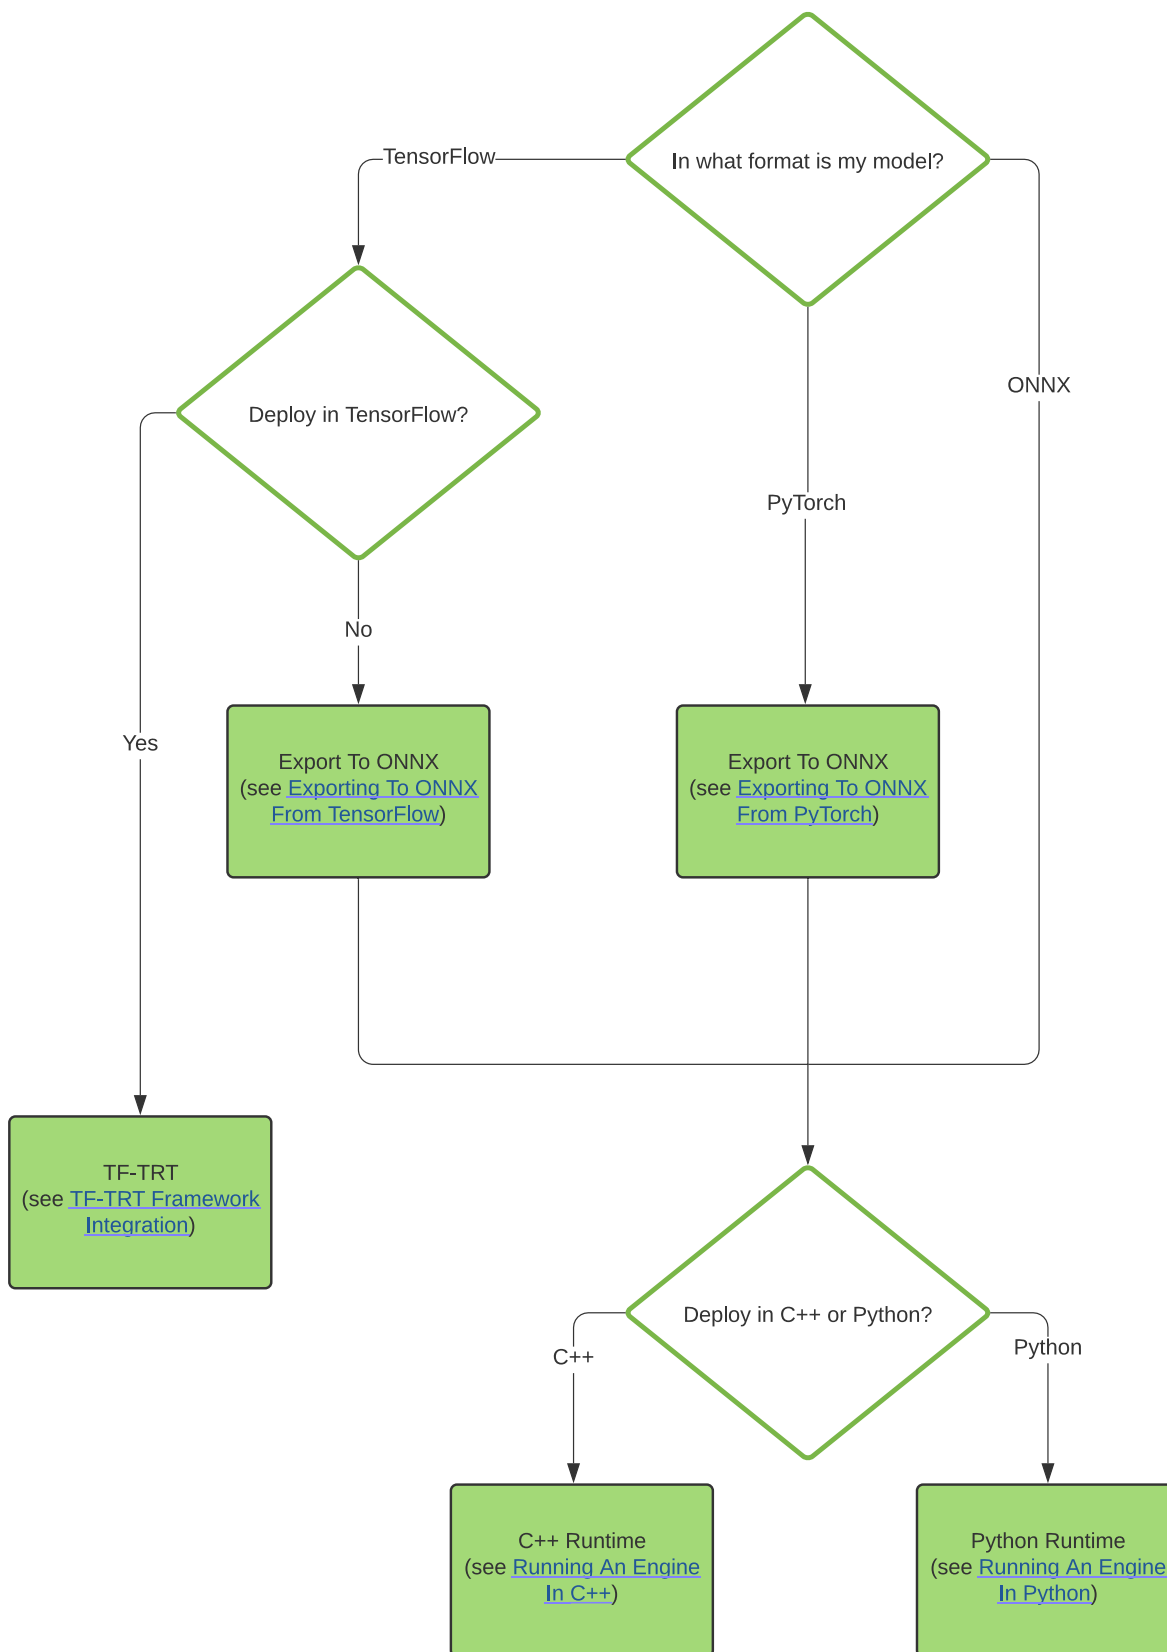 In what format is my model?
TensorFlow
ONNX
Deploy in TensorFlow?
PyTorch
No
Yes
Export To ONNX
(see Exporting To ONNX
From TensorFlow)
Export To ONNX
(see Exporting To ONNX
From PyTorch)
TF-TRT
(see TF-TRT Framework
Integration)
Deploy in C++ or Python?
C++
Python
C++ Runtime
(see Running An Engine
In C++)
Python Runtime
(see Running An Engine
In Python)